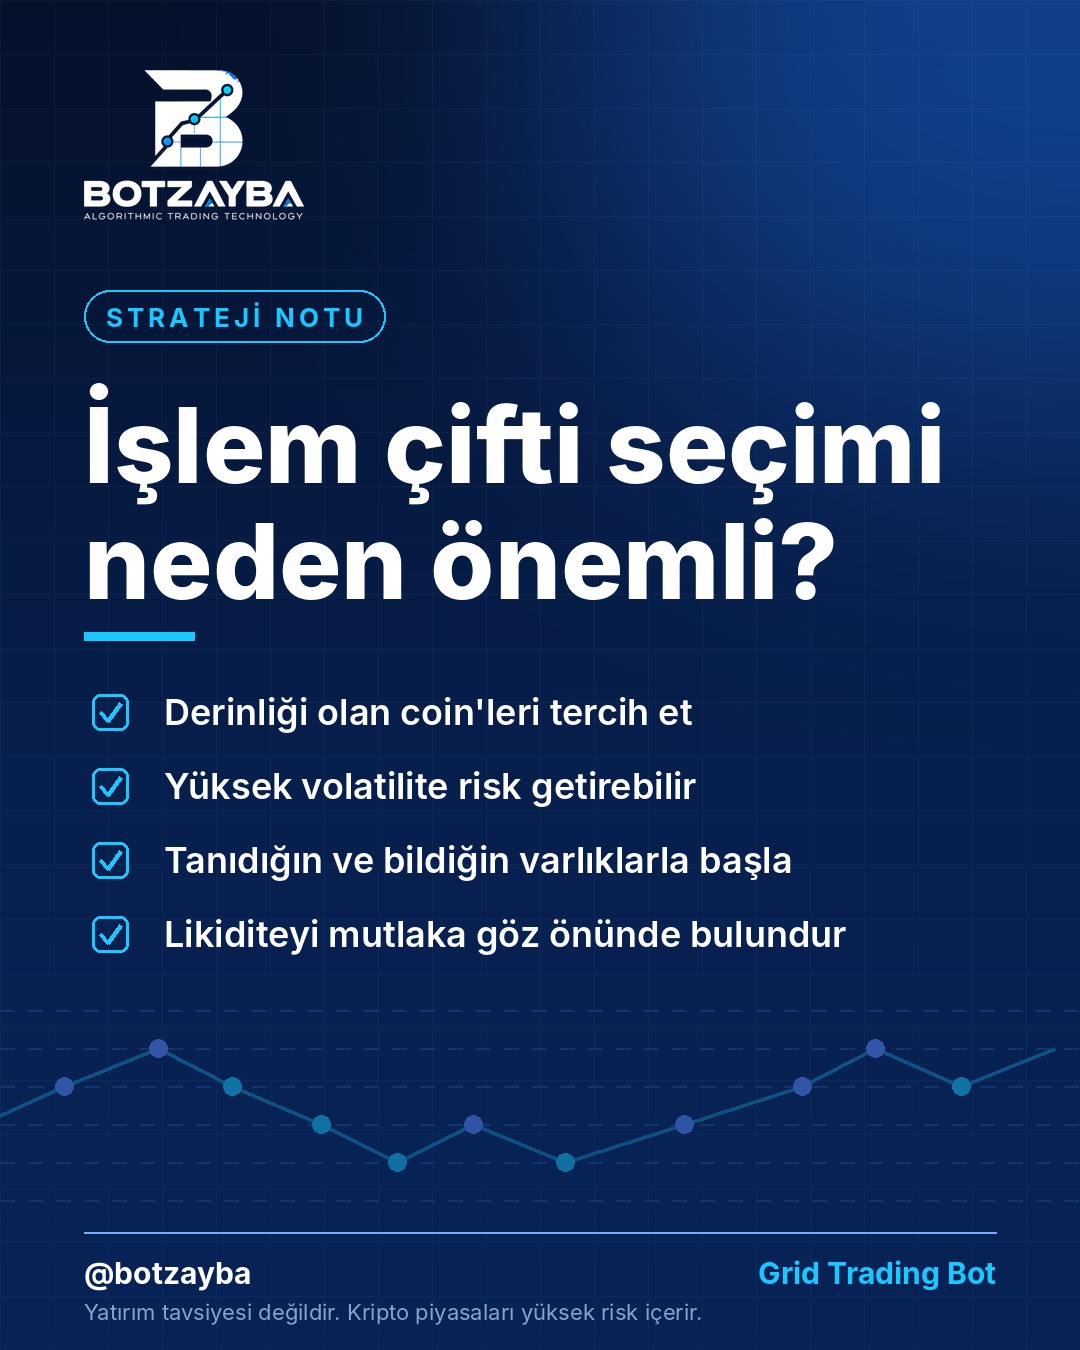 BOTZAYBA
ALGORITHMIC TRADING TECHNOLOGY
STRATEJİ NOTU
İşlem çifti seçimi
neden önemli?
Derinliği olan coin'leri tercih et
Yüksek volatilite risk getirebilir
Tanıdığın ve bildiğin varlıklarla başla
Likiditeyi mutlaka göz önünde bulundur
@botzayba
Grid Trading Bot
Yatırım tavsiyesi değildir. Kripto piyasaları yüksek risk içerir.